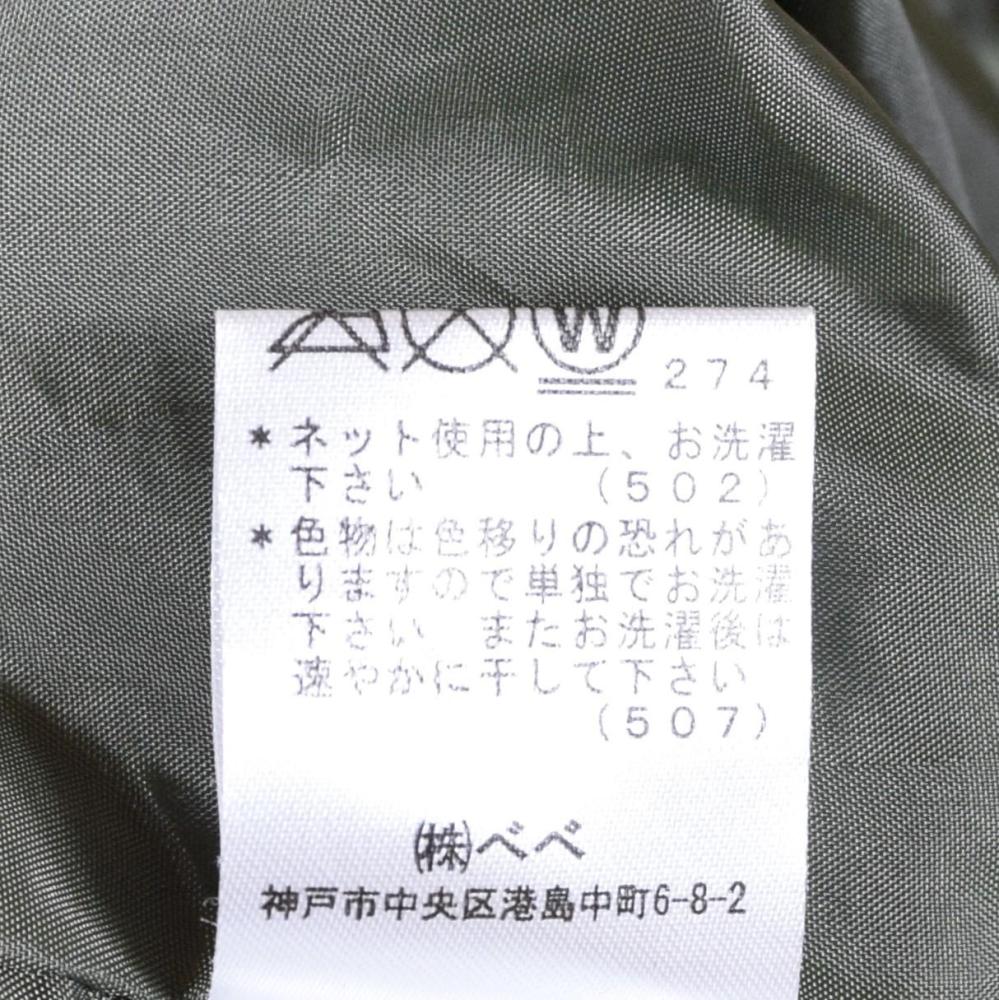 W 274
*ネット使用の上、お洗濯
下さい (502)
*色物は色移りの恐れがあ
りますので単独でお洗濯
下さい またお洗濯後は
速やかに干して下さい
(507)
㈱べべ
神戸市中央区港島中町6-8-2